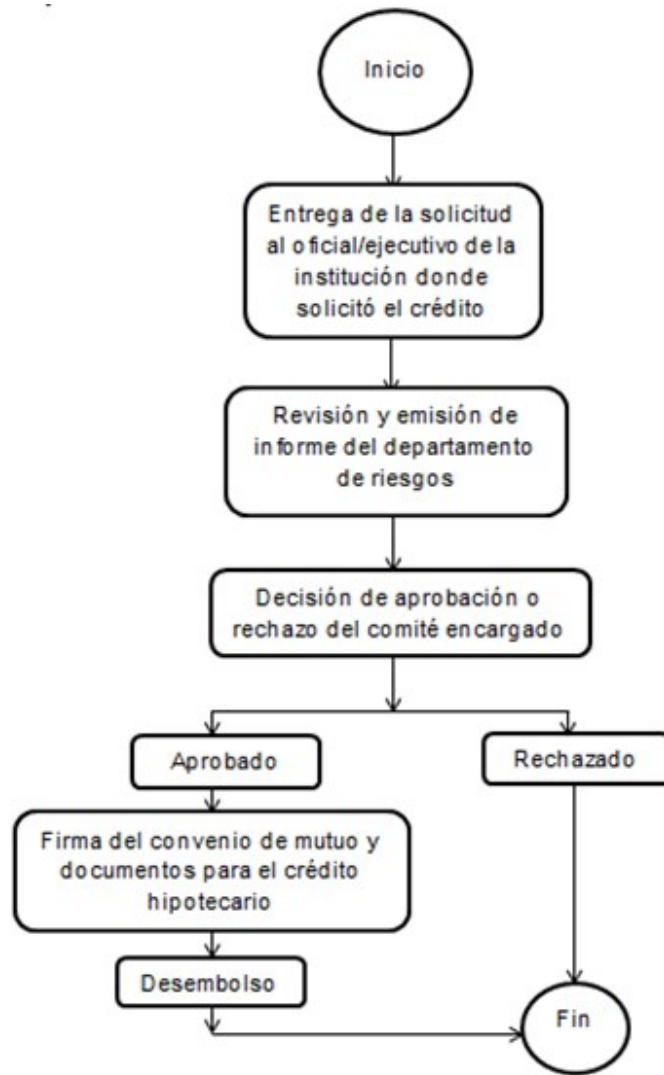 Inicio
Entrega de la solicitud
al oficial/ejecutivo de la
institución donde
solicitó el crédito
Revisión y emisión de
informe del departamento
de riesgos
Decisión de aprobación o
rechazo del comité encargado
Aprobado
Rechazado
Firma del convenio de mutuo y
documentos para el crédito
hipotecario
Desembolso
Fin